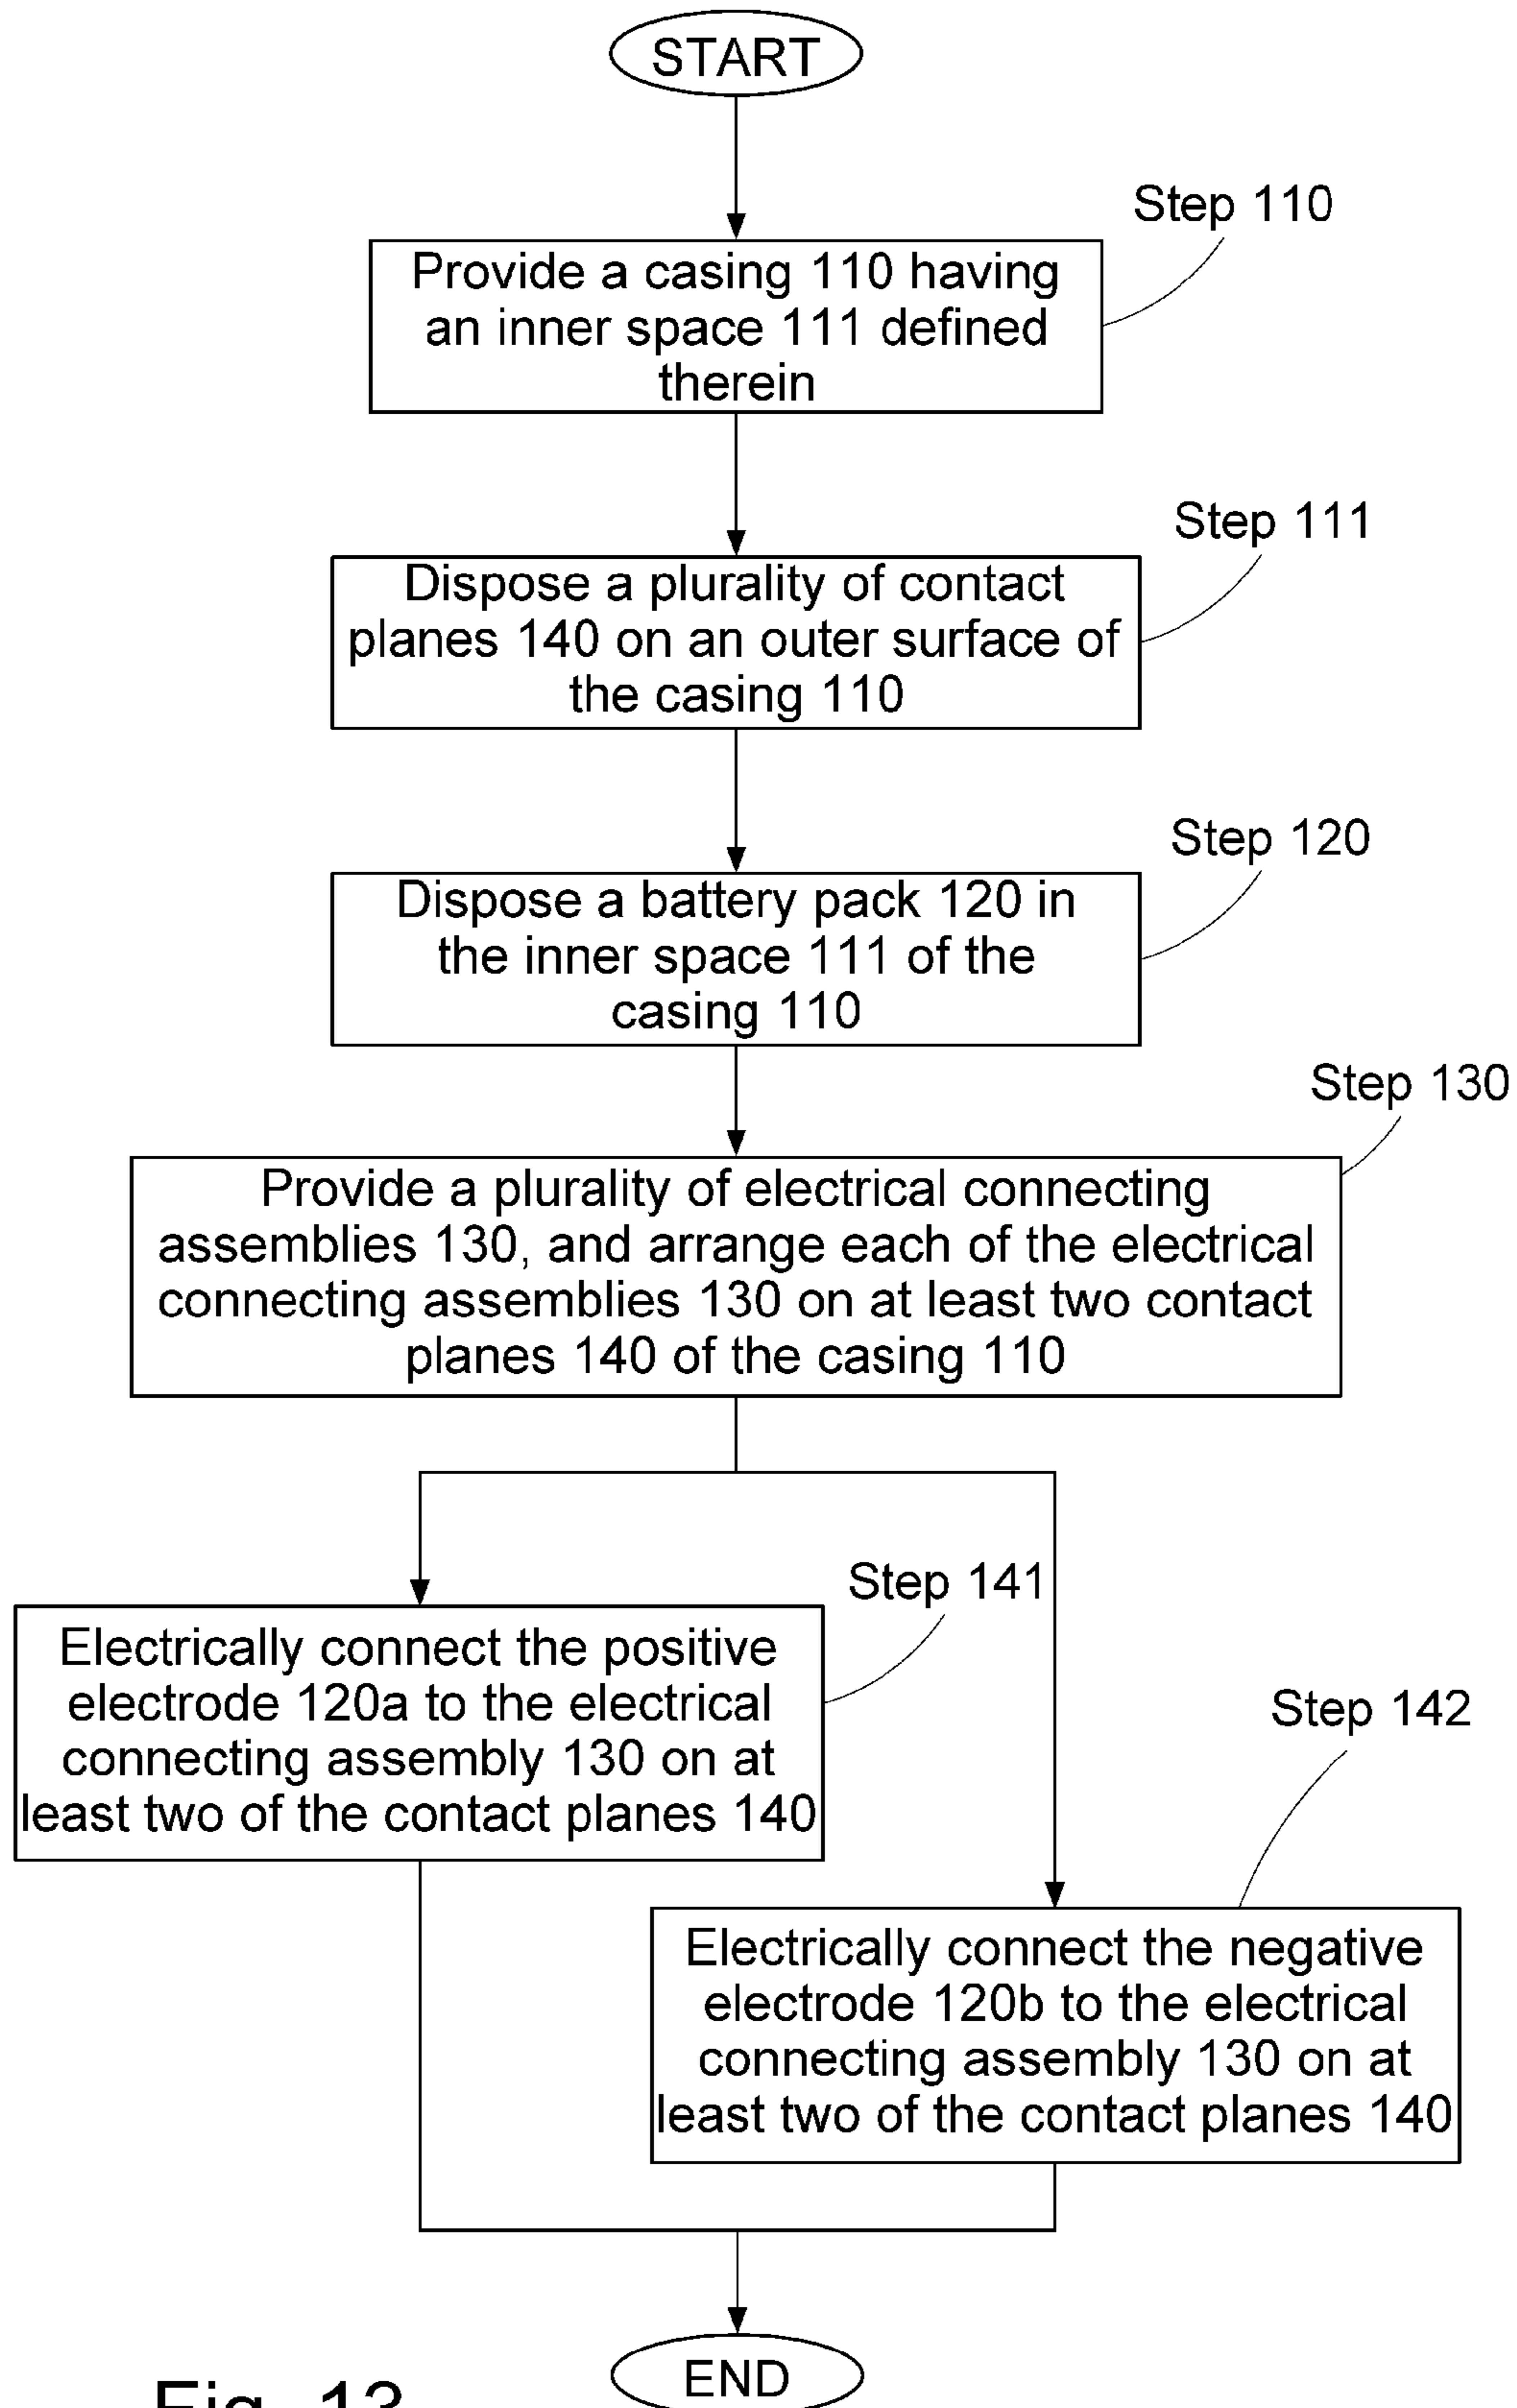 START
Step 110
Provide a casing 110 having
an inner space 111 defined
therein
Step 111
Dispose a plurality of contact
planes 140 on an outer surface of
the casing 110
Step 120
Dispose a battery pack 120 in
the inner space 111 of the
casing 110
Step 130
Provide a plurality of electrical connecting
assemblies 130, and arrange each of the electrical
connecting assemblies 130 on at least two contact
planes 140 of the casing 110
Step 141
Electrically connect the positive
electrode 120a to the electrical
connecting assembly 130 on at
least two of the contact planes 140
Step 142
Electrically connect the negative
electrode 120b to the electrical
connecting assembly 130 on at
least two of the contact planes 140
END
Fig. 13